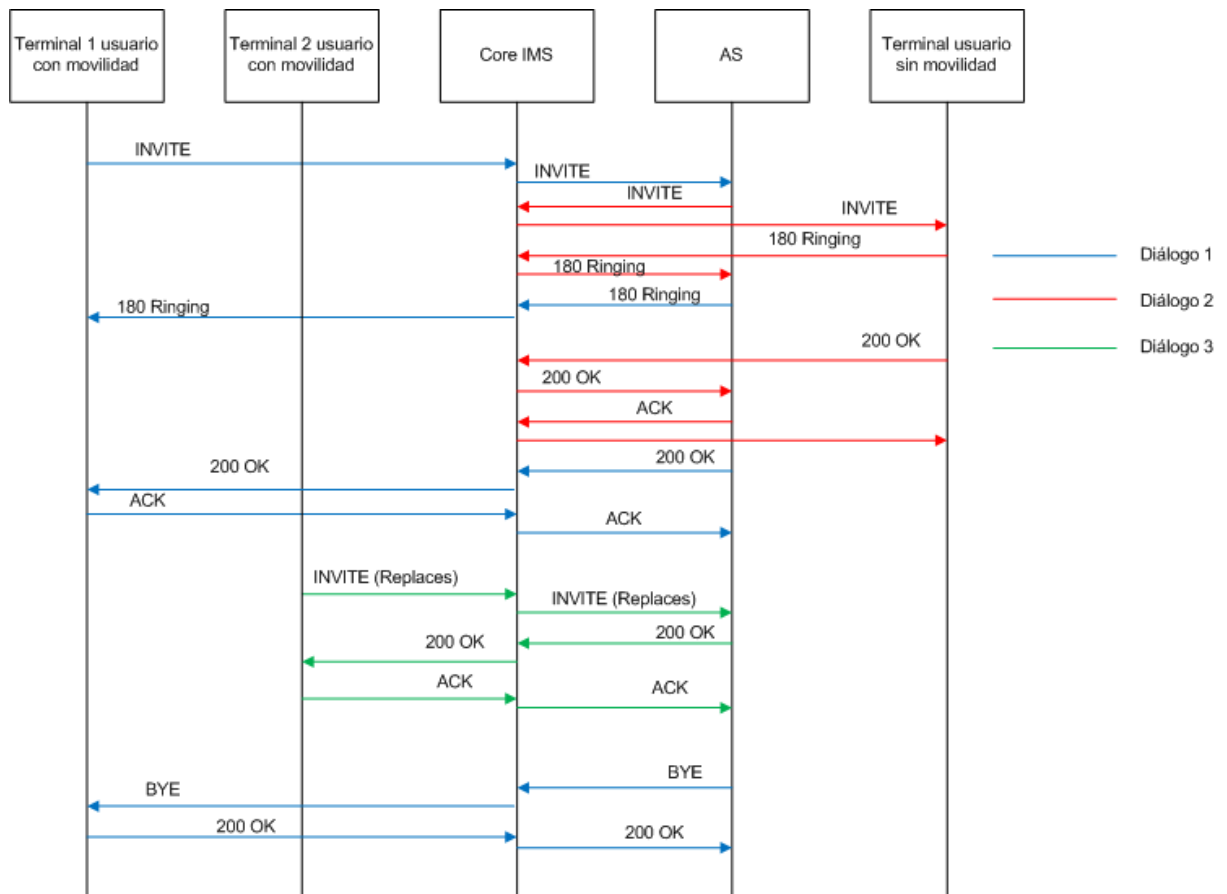 Terminal 1 usuario
con movilidad
Terminal 2 usuario
con movilidad
Core IMS
AS
Terminal usuario
sin movilidad
INVITE
INVITE
INVITE
INVITE
180 Ringing
180 Ringing
180 Ringing
180 Ringing
Diálogo 1
Diálogo 2
Diálogo 3
200 OK
200 OK
ACK
200 OK
200 OK
ACK
ACK
INVITE (Replaces)
INVITE (Replaces)
200 OK
200 OK
ACK
ACK
BYE
BYE
200 OK
200 OK